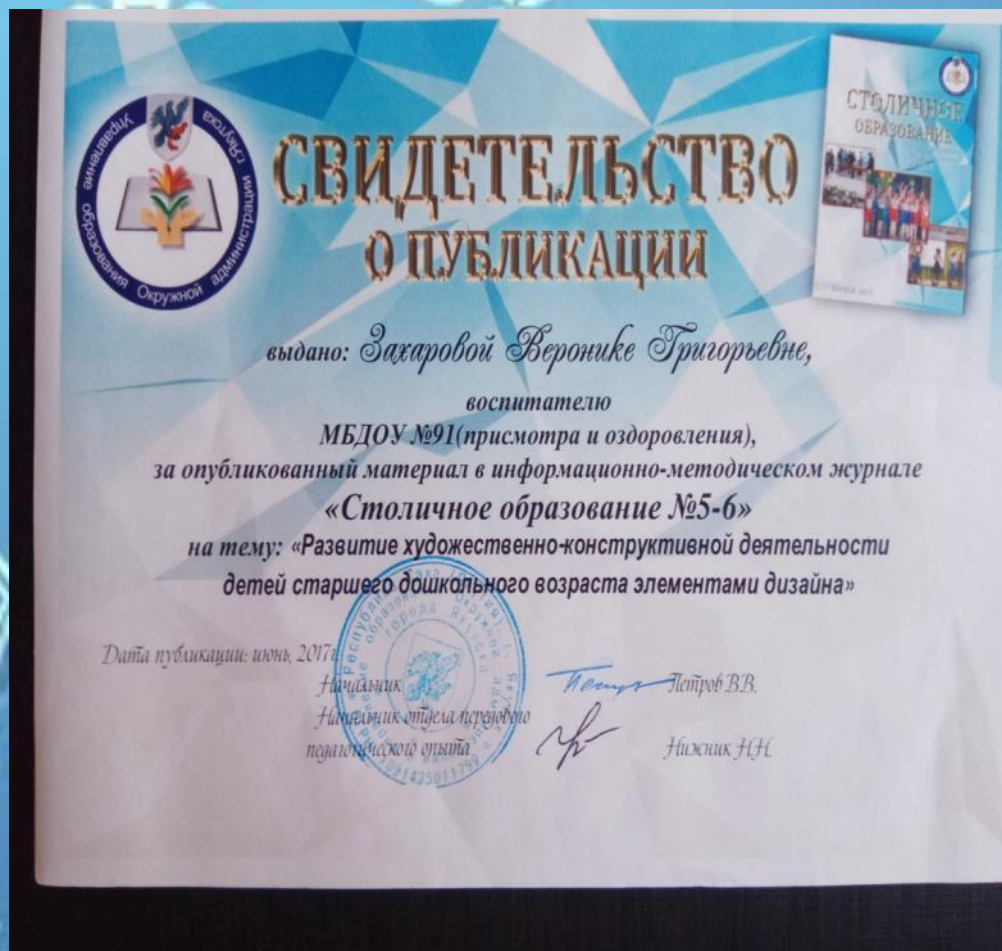 Управление образования Окружной администрации г.Якутска
СТОЛИЧНОЕ
ОБРАЗОВАНИЕ
СВИДЕТЕЛЬСТВО
О ПУБЛИКАЦИИ
выдано: Захаровой Веронике Григорьевне,
воспитателю
МБДОУ №91(присмотра и оздоровления),
за опубликованный материал в информационно-методическом журнале
«Столичное образование №5-6»
на тему: «Развитие художественно-конструктивной деятельности
детей старшего дошкольного возраста элементами дизайна»
Дата публикации: июнь, 2017г.
Начальник Петров В.В.
Начальник отдела передового
педагогического опыта Нижник Н.Н.
города Якутска